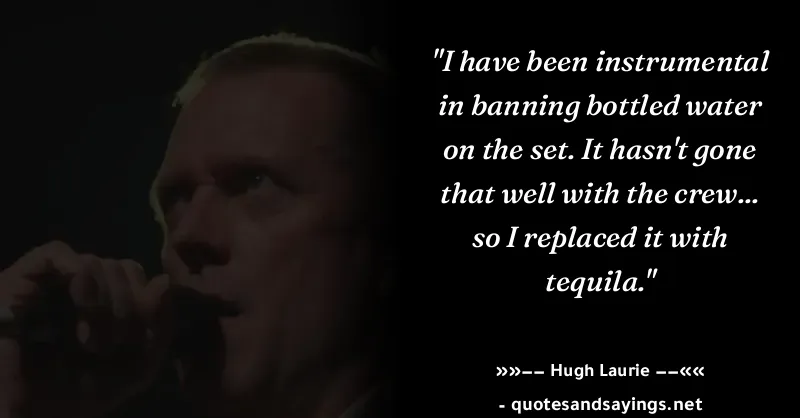 "I have been instrumental
in banning bottled water
on the set. It hasn't gone
that well with the crew...
so I replaced it with
tequila."
»»−− Hugh Laurie −−««
- quotesandsayings.net